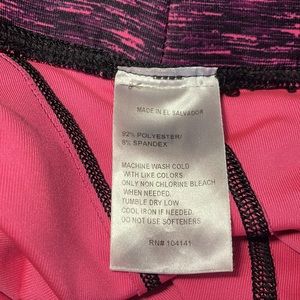 MADE IN EL SALVADOR
92% POLYESTER/
8% SPANDEX
MACHINE WASH COLD
WITH LIKE COLORS
ONLY NON CHLORINE BLEACH
WHEN NEEDED.
TUMBLE DRY LOW.
COOL IRON IF NEEDED.
DO NOT USE SOFTENERS
RN# 104141